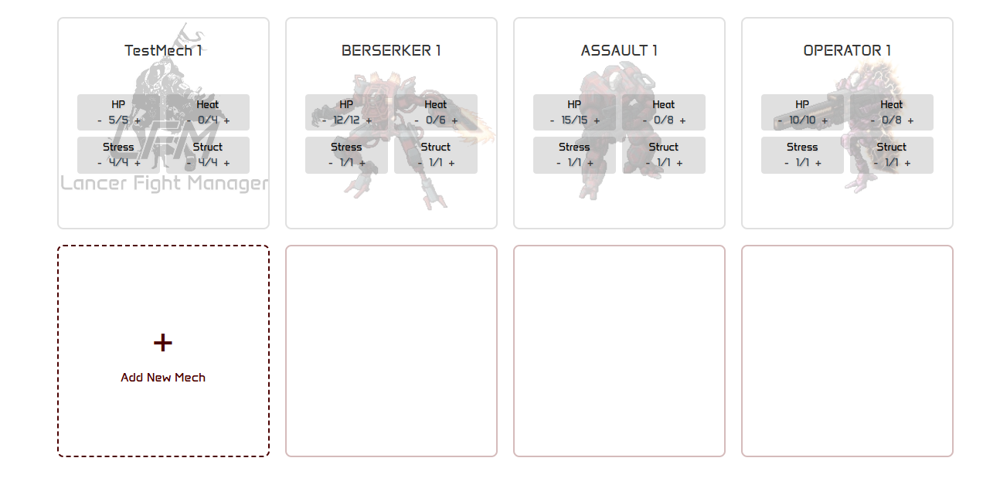 TestMech 1
HP
- 5/5 +
Heat
- 0/4 +
Stress
- 4/4 +
Struct
- 4/4 +
LFM
Lancer Fight Manager
BERSERKER 1
HP
- 12/12 +
Heat
- 0/6 +
Stress
- 1/1 +
Struct
- 1/1 +
ASSAULT 1
HP
- 15/15 +
Heat
- 0/8 +
Stress
- 1/1 +
Struct
- 1/1 +
OPERATOR 1
HP
- 10/10 +
Heat
- 0/8 +
Stress
- 1/1 +
Struct
- 1/1 +
+
Add New Mech